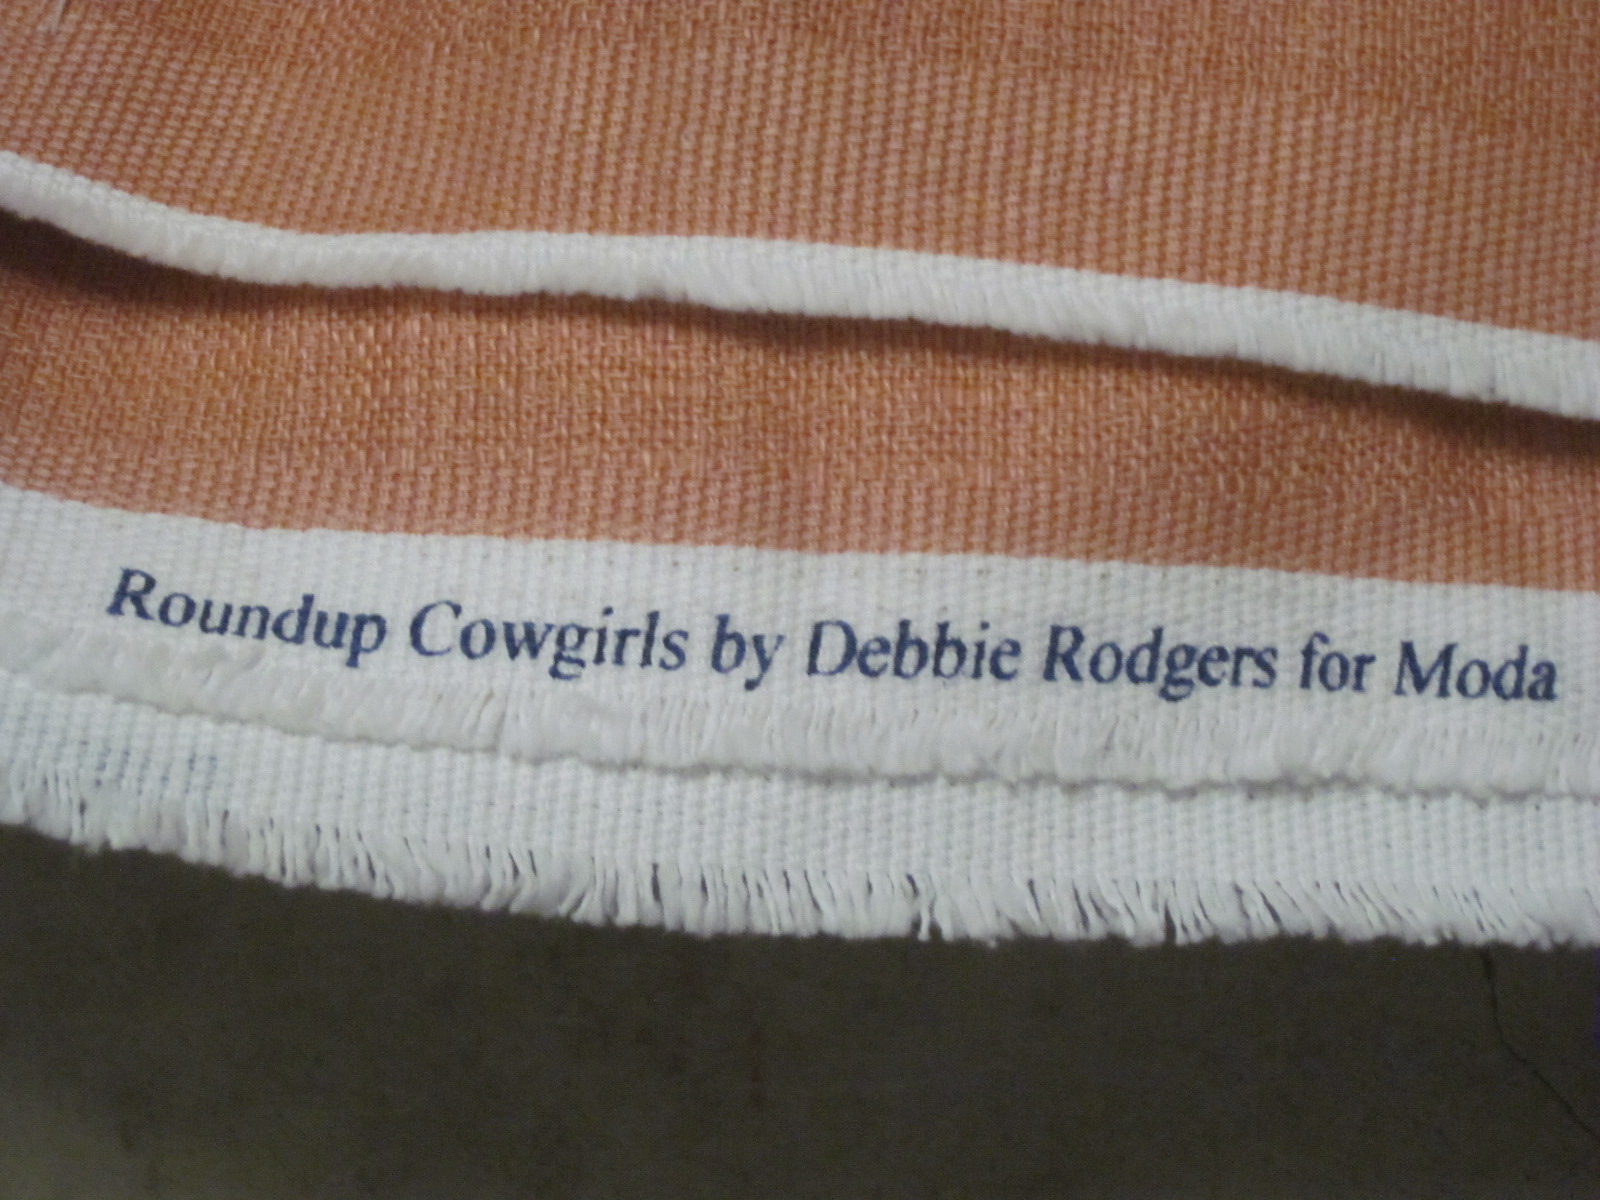 Roundup Cowgirls by Debbie Rodgers for Moda